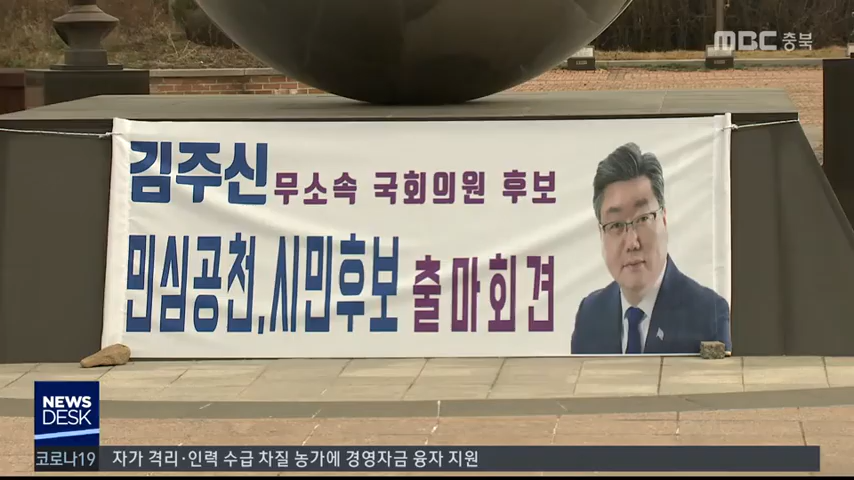 MBC 충북
김주신 무소속 국회의원 후보
민심공천,시민후보 출마회견
NEWS
DESK
코로나19 자가 격리·인력 수급 차질 농가에 경영자금 융자 지원